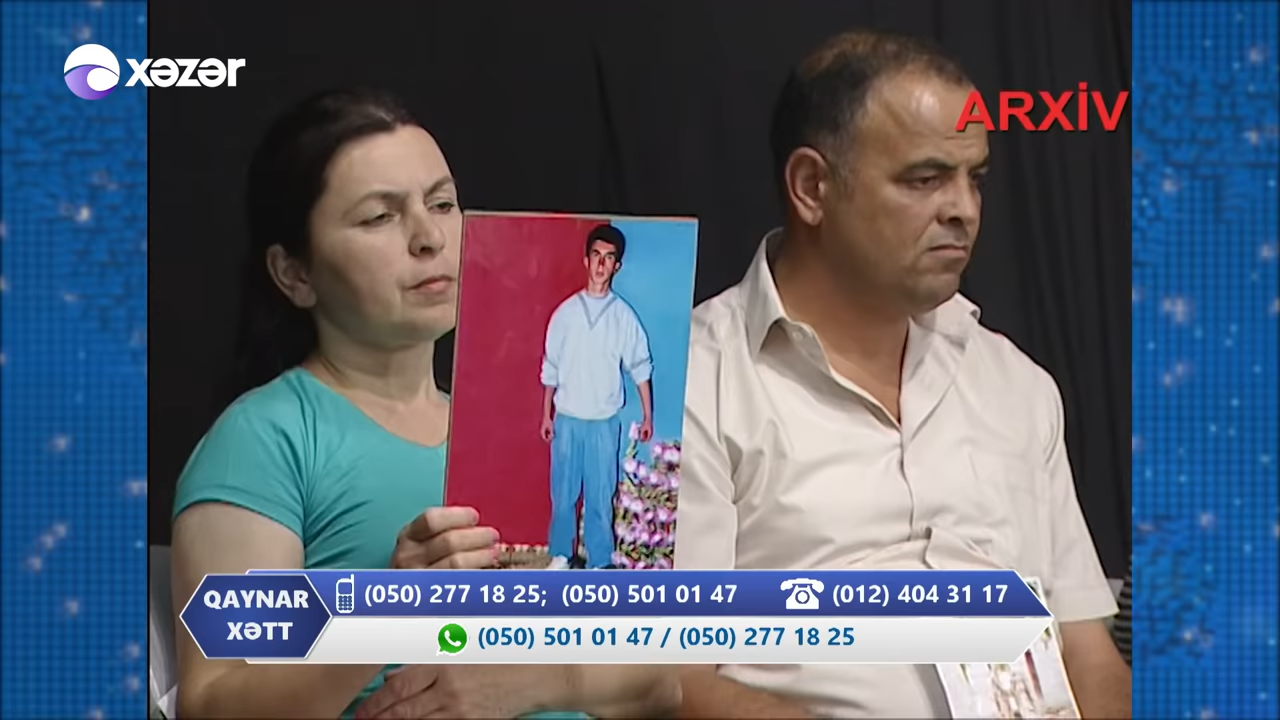 xəzər
ARXİV
QAYNAR
XƏTT
(050) 277 18 25; (050) 501 01 47
(012) 404 31 17
(050) 501 01 47 / (050) 277 18 25